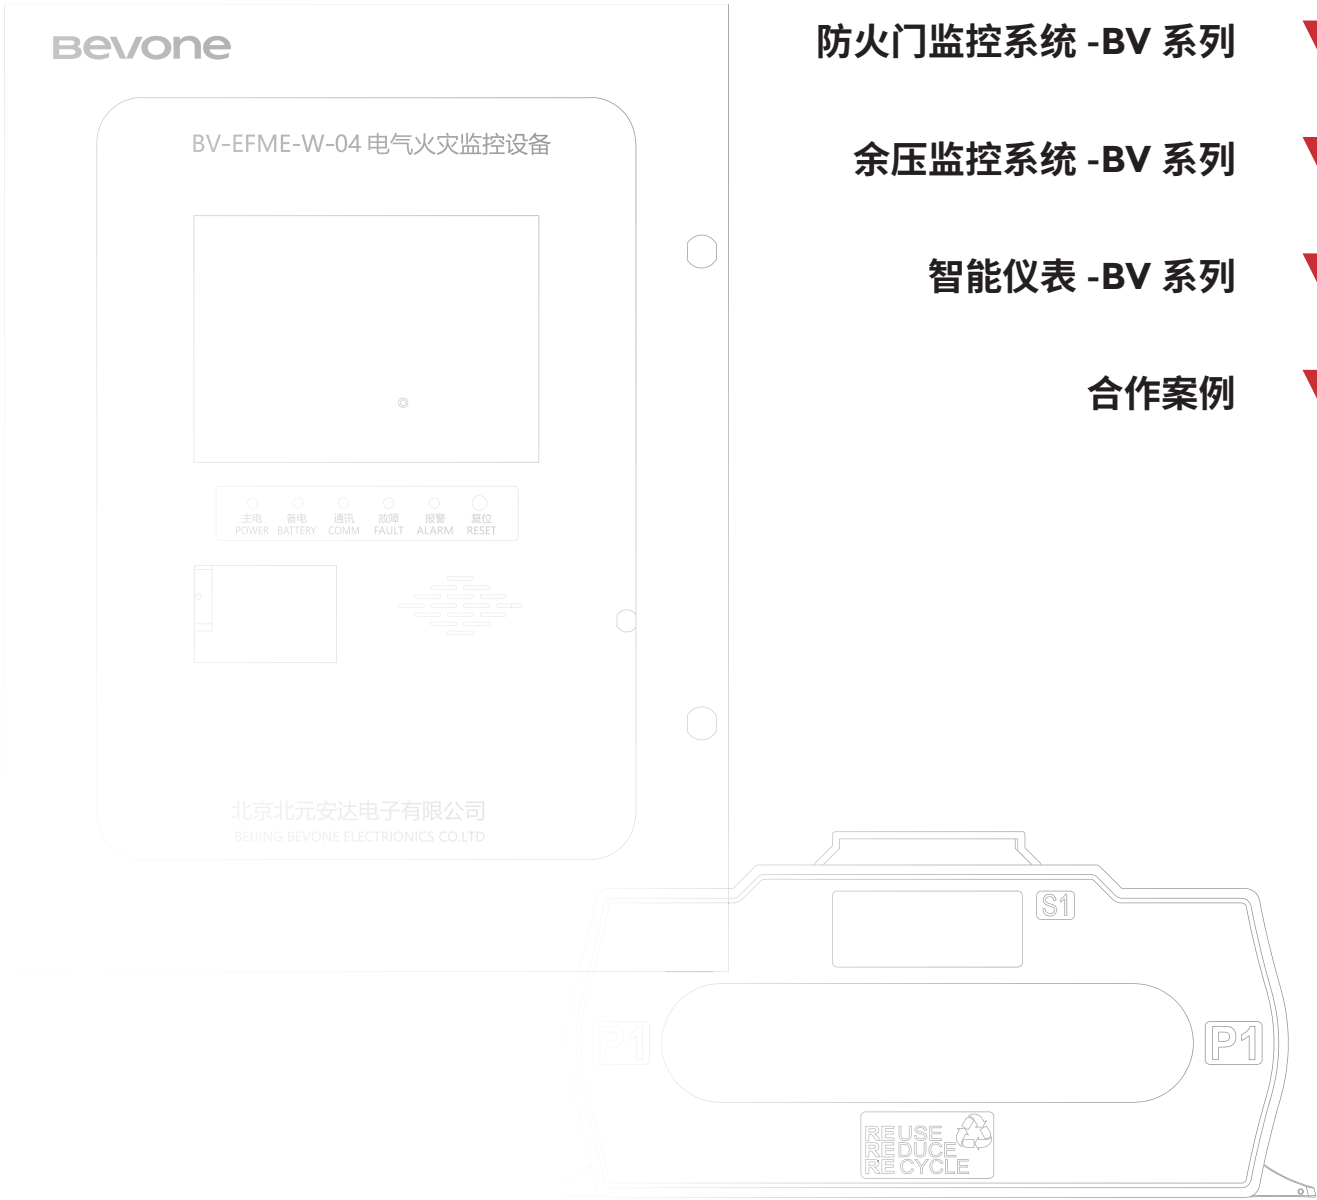 Bevone
防火门监控系统 -BV 系列
BV-EFME-W-04 电气火灾监控设备
余压监控系统 -BV 系列
智能仪表 -BV 系列
合作案例
主电 备电 通讯 故障 报警 复位
POWER BATTERY COMM FAULT ALARM RESET
北京北元安达电子有限公司
BEIJING BEVONE ELECTRIONICS CO.LTD
S1
P1 P1
REUSE
REDUCE
RECYCLE